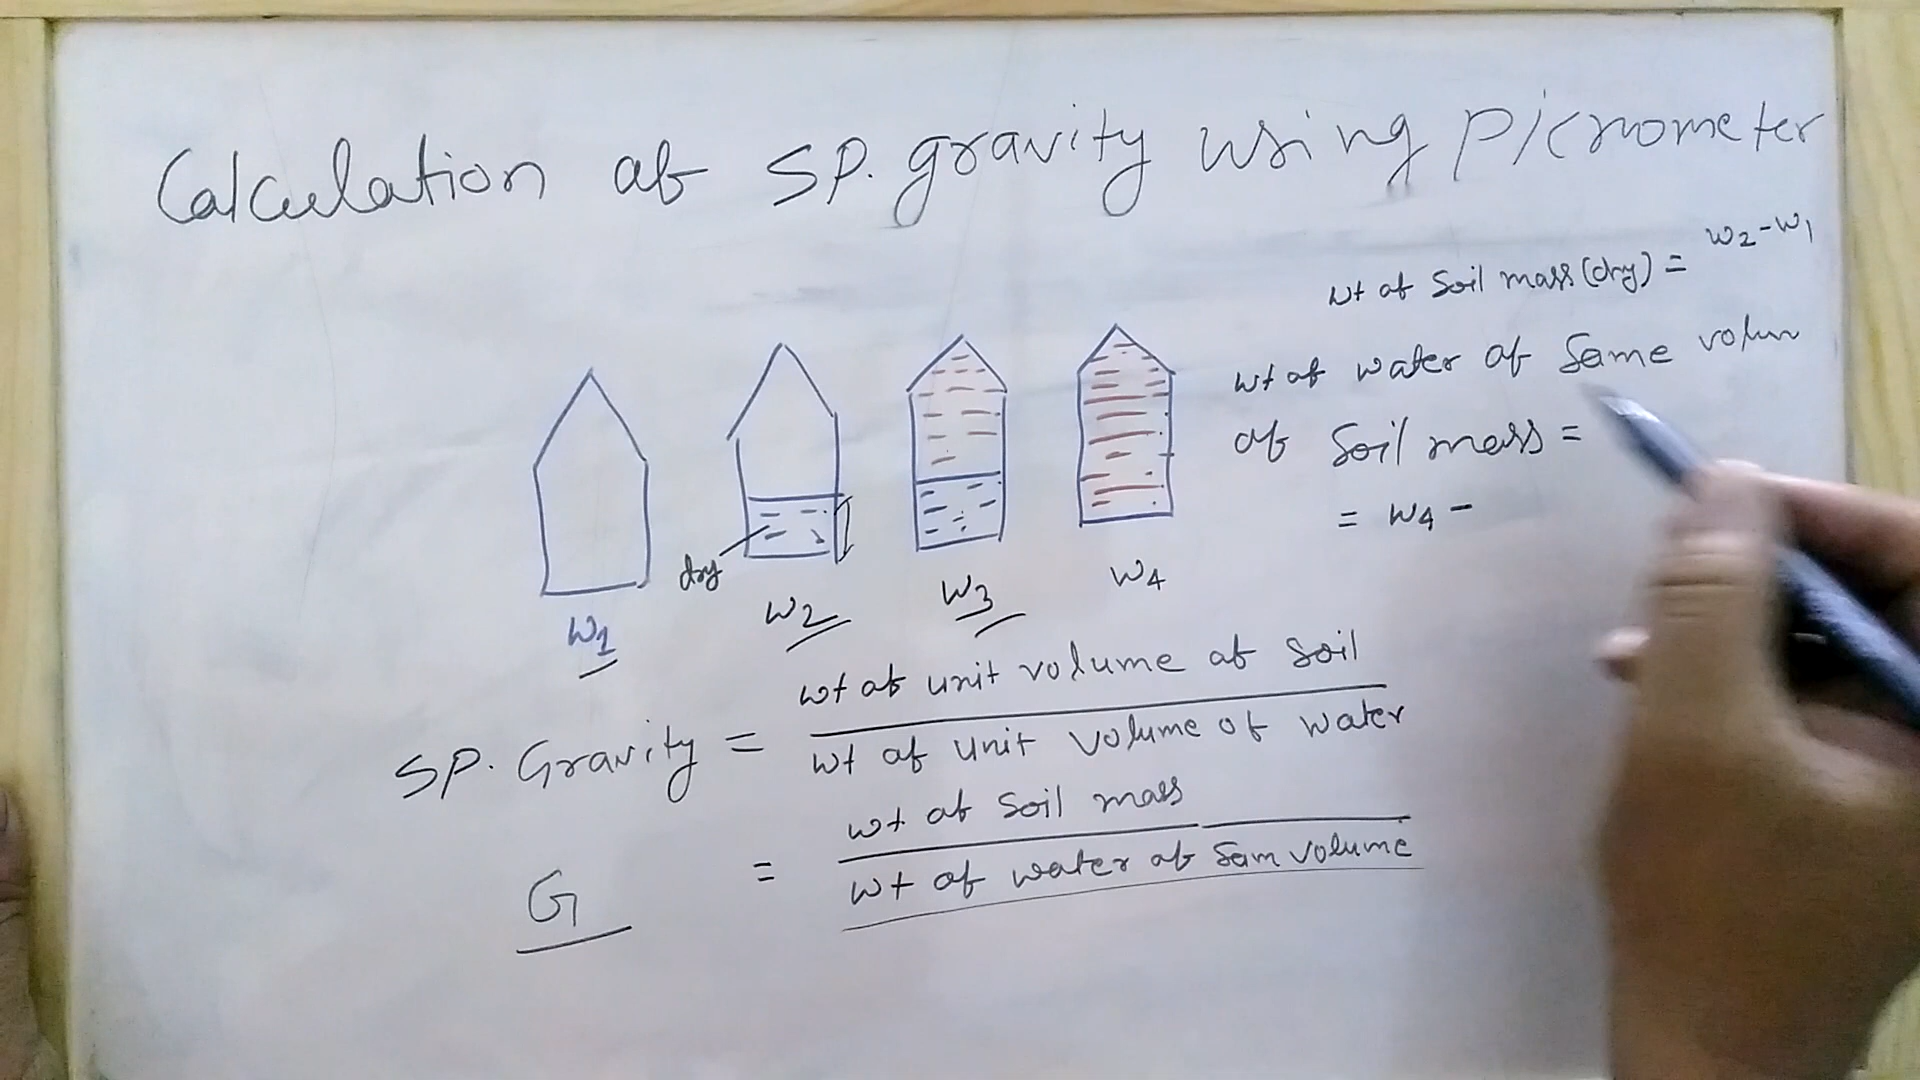 Calculation of SP. gravity using Picnometer
wt of soil mass (dry) = w2-w1
wt of water of same volum
of soil mass =
= w4 -
dry
w1
w2
w3
w4
SP. Gravity = wt of unit volume of soil
wt of unit volume of water
= wt of soil mass
wt of water of sam volume
G